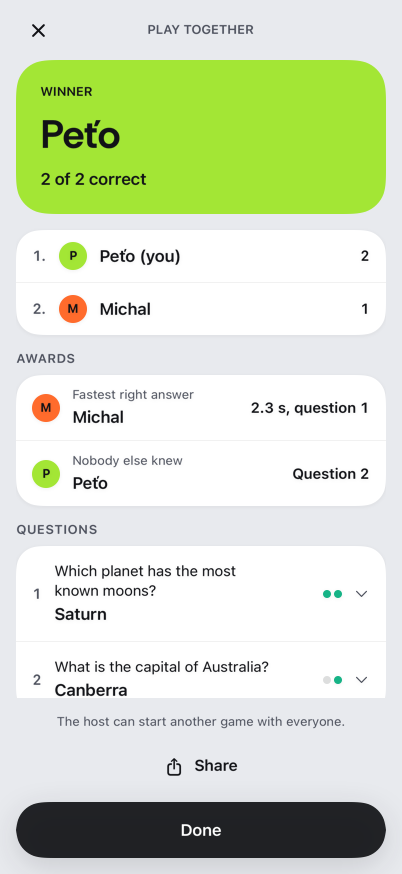 PLAY TOGETHER
WINNER
Peťo
2 of 2 correct
1. P Peťo (you) 2
2. M Michal 1
AWARDS
Fastest right answer
M Michal 2.3 s, question 1
Nobody else knew
P Peťo Question 2
QUESTIONS
Which planet has the most
1 known moons?
Saturn
What is the capital of Australia?
2 Canberra
The host can start another game with everyone.
Share
Done